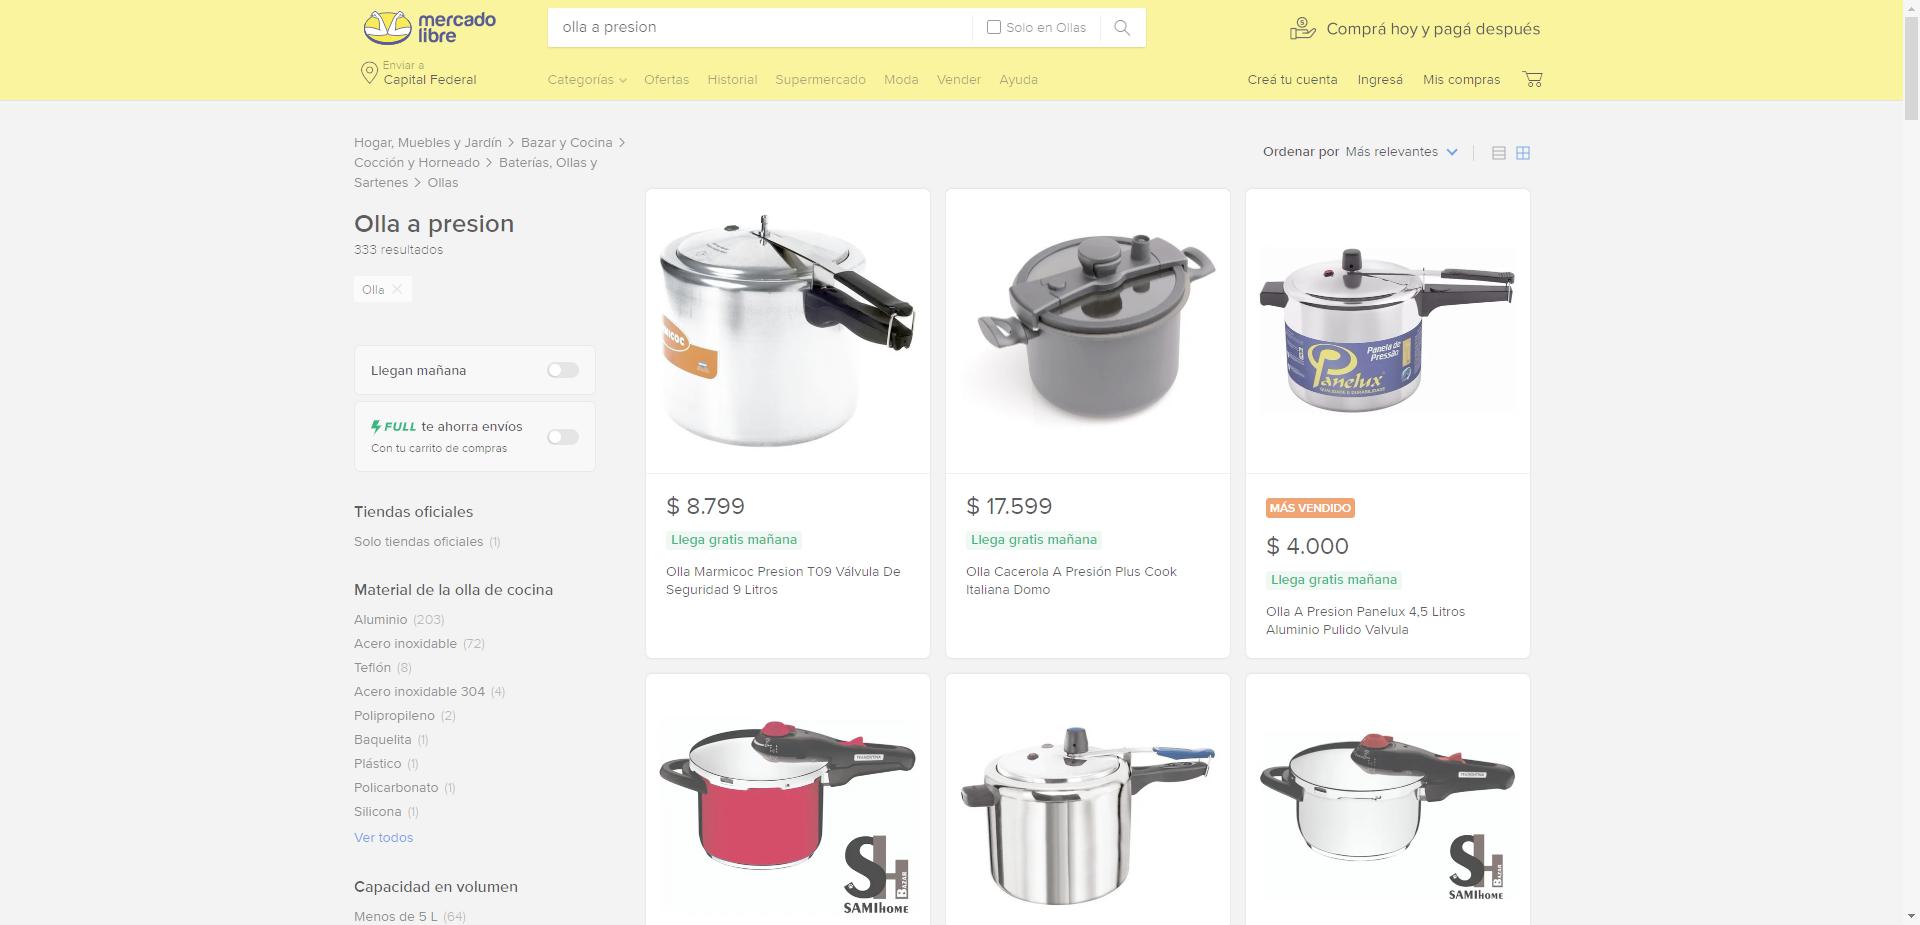 mercado
libre
olla a presion
Solo en Ollas
Comprá hoy y pagá después
Enviar a
Capital Federal
Categorías
Ofertas
Historial
Supermercado
Moda
Vender
Ayuda
Creá tu cuenta
Ingresá
Mis compras
Hogar, Muebles y Jardín > Bazar y Cocina >
Cocción y Horneado > Baterías, Ollas y
Sartenes > Ollas
Olla a presion
333 resultados
Olla
Llegan mañana
FULL te ahorra envíos
Con tu carrito de compras
Tiendas oficiales
Solo tiendas oficiales (1)
Material de la olla de cocina
Aluminio (203)
Acero inoxidable (72)
Teflón (8)
Acero inoxidable 304 (4)
Polipropileno (2)
Baquelita (1)
Plástico (1)
Policarbonato (1)
Silicona (1)
Ver todos
Capacidad en volumen
Menos de 5 L (64)
Ordenar por Más relevantes
$ 8.799
Llega gratis mañana
Olla Marmicoc Presion T09 Válvula De
Seguridad 9 Litros
$ 17.599
Llega gratis mañana
Olla Cacerola A Presión Plus Cook
Italiana Domo
Panela de
Pressão
Panelux
MÁS VENDIDO
$ 4.000
Llega gratis mañana
Olla A Presion Panelux 4,5 Litros
Aluminio Pulido Valvula
TRAMONTINA
SH
BAZAR
SAMIHOME
TRAMONTINA
SH
BAZAR
SAMIHOME